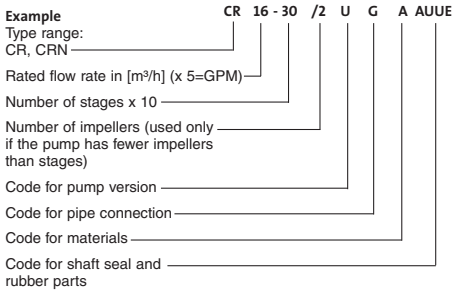 Example CR 16 - 30 /2 U G A AUUE
Type range:
CR, CRN
Rated flow rate in [m³/h] (x 5=GPM)
Number of stages x 10
Number of impellers (used only
if the pump has fewer impellers
than stages)
Code for pump version
Code for pipe connection
Code for materials
Code for shaft seal and
rubber parts